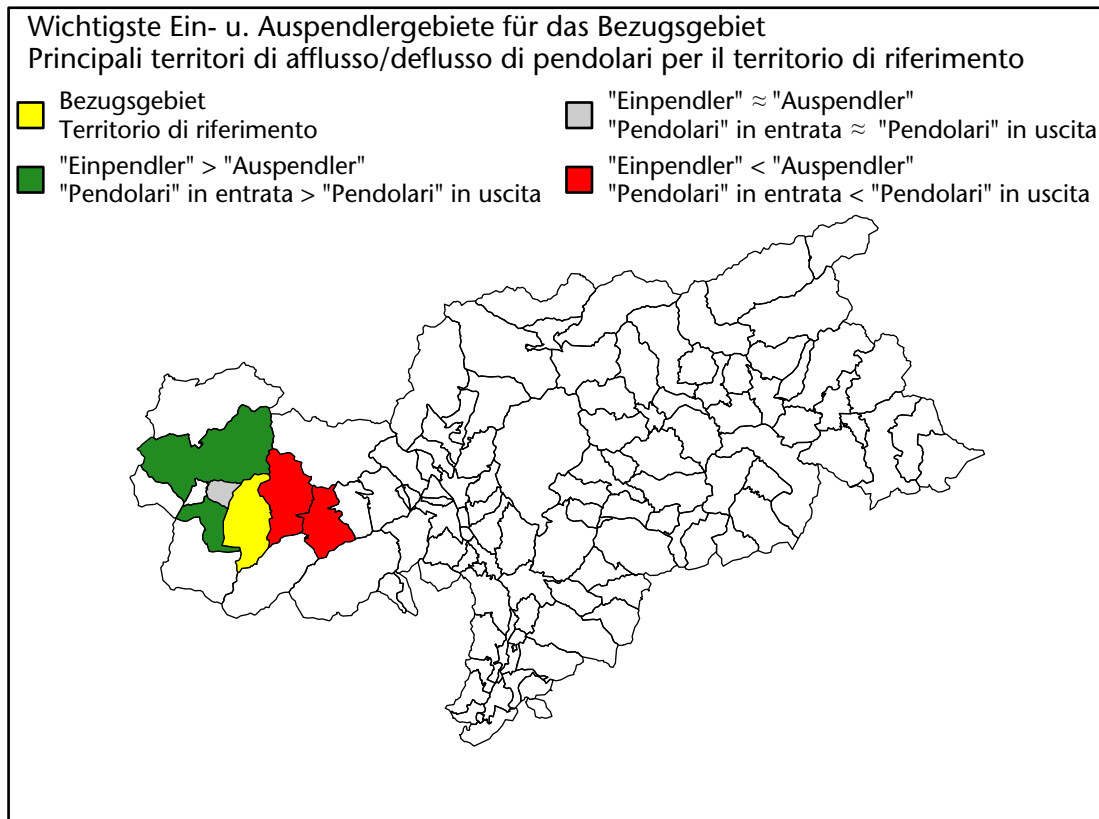 Wichtigste Ein- u. Auspendlergebiete für das Bezugsgebiet
Principali territori di afflusso/deflusso di pendolari per il territorio di riferimento
Bezugsgebiet
Territorio di riferimento
"Einpendler" > "Auspendler"
"Pendolari" in entrata > "Pendolari" in uscita
"Einpendler" ≈ "Auspendler"
"Pendolari" in entrata ≈ "Pendolari" in uscita
"Einpendler" < "Auspendler"
"Pendolari" in entrata < "Pendolari" in uscita